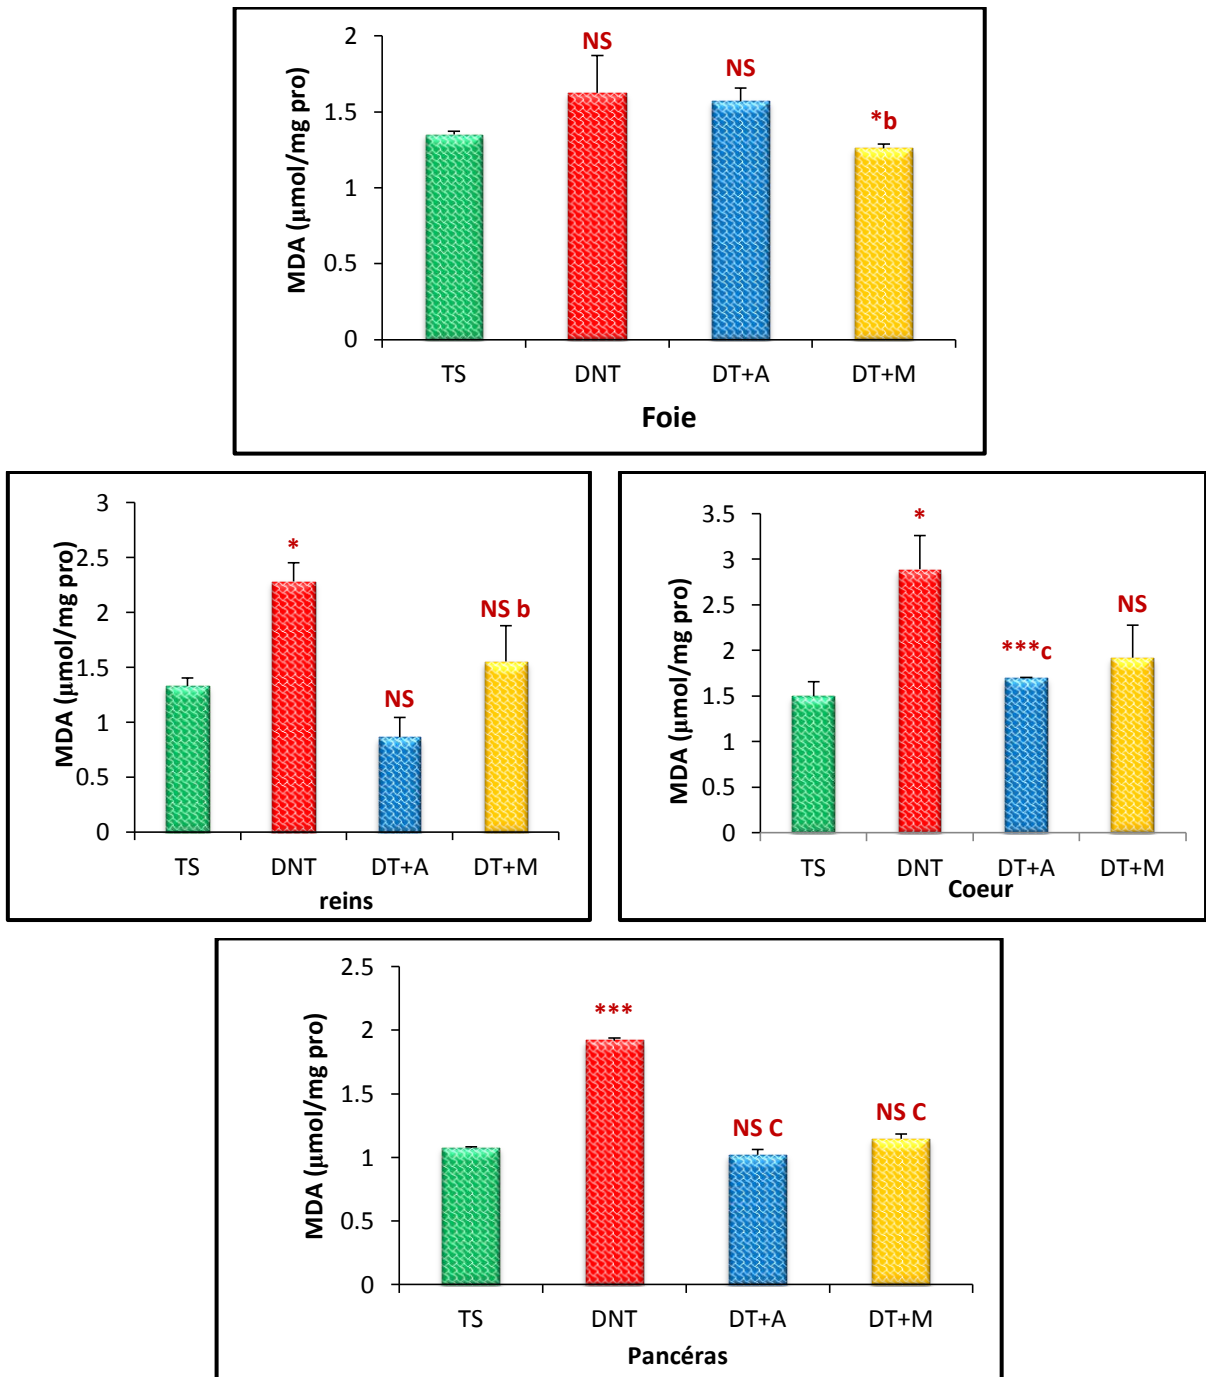 MDA (µmol/mg pro)
2
1.5
1
0.5
0
NS
NS
*b
TS DNT DT+A DT+M
Foie
MDA (µmol/mg pro)
3
2.5
2
1.5
1
0.5
0
*
NS
NS b
TS DNT DT+A DT+M
reins
MDA (µmol/mg pro)
3.5
3
2.5
2
1.5
1
0.5
0
*
***c
NS
TS DNT DT+A DT+M
Coeur
MDA (µmol/mg pro)
2.5
2
1.5
1
0.5
0
***
NS C
NS C
TS DNT DT+A DT+M
Pancéras